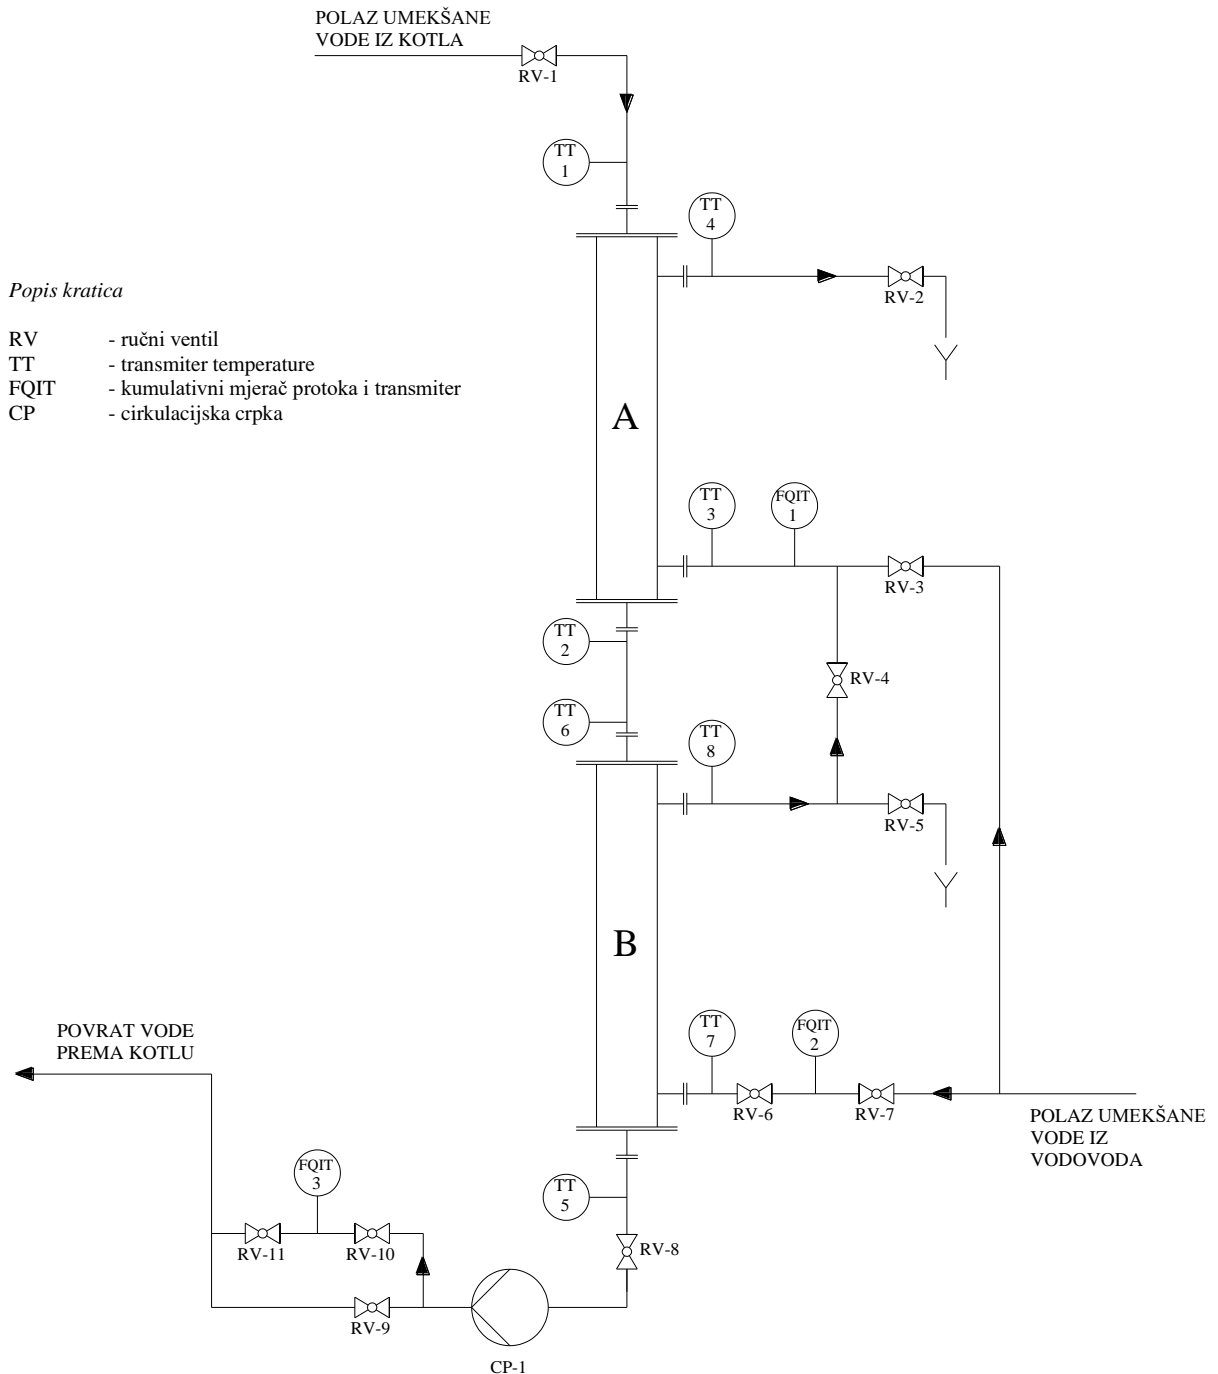 POLAZ UMEKŠANE
VODE IZ KOTLA
RV-1
TT
1
TT
4
RV-2
Popis kratica
RV - ručni ventil
TT - transmiter temperature
FQIT - kumulativni mjerač protoka i transmiter
CP - cirkulacijska crpka
A
TT
3
FQIT
1
RV-3
TT
2
RV-4
TT
6
TT
8
RV-5
B
TT
7
FQIT
2
RV-6
RV-7
POVRAT VODE
PREMA KOTLU
POLAZ UMEKŠANE
VODE IZ
VODOVODA
FQIT
3
TT
5
RV-11
RV-10
RV-8
RV-9
CP-1